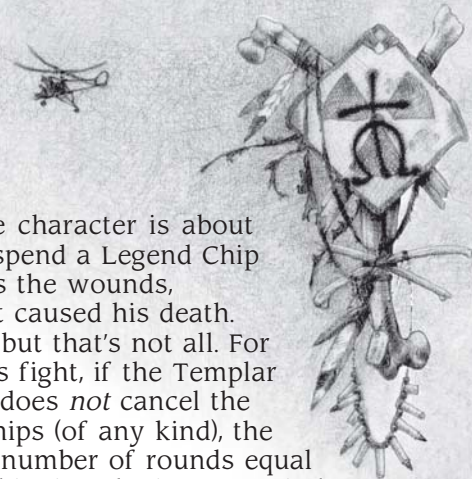 e character is about
spend a Legend Chip
s the wounds,
t caused his death.
but that's not all. For
s fight, if the Templar
does not cancel the
hips (of any kind), the
number of rounds equal